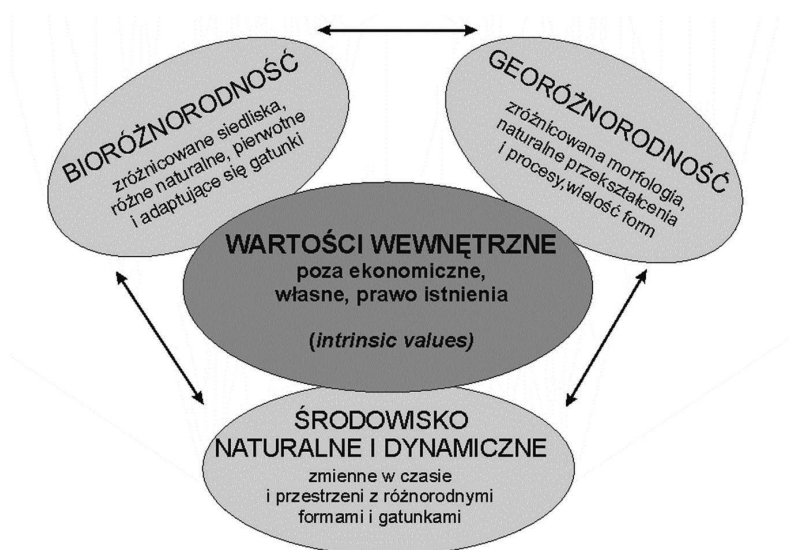 BIORÓŻNORODNOŚĆ
zróżnicowane siedliska,
różne naturalne, pierwotne
i adaptujące się gatunki
GEORÓŻNORODNOŚĆ
zróżnicowana morfologia,
naturalne przekształcenia
i procesy,wielość form
WARTOŚCI WEWNĘTRZNE
poza ekonomiczne,
własne, prawo istnienia
(intrinsic values)
ŚRODOWISKO
NATURALNE I DYNAMICZNE
zmienne w czasie
i przestrzeni z różnorodnymi
formami i gatunkami